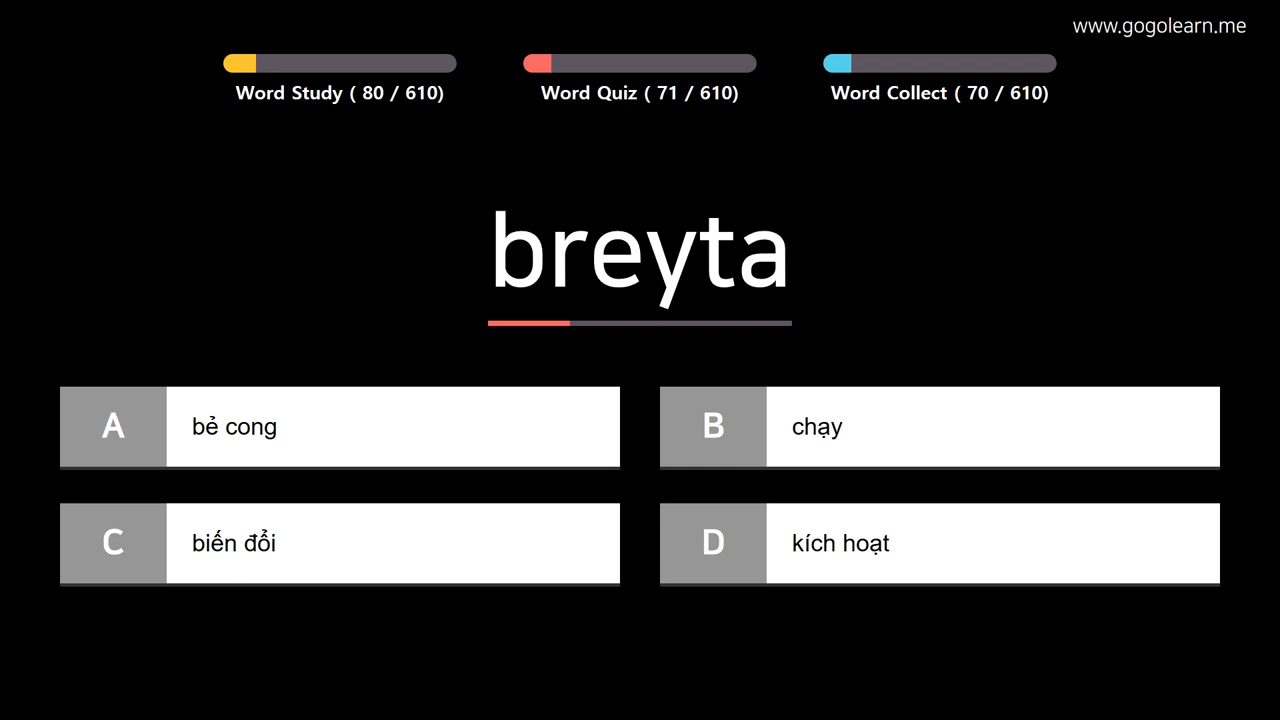 www.gogolearn.me
Word Study ( 80 / 610)
Word Quiz ( 71 / 610)
Word Collect ( 70 / 610)
breyta
A bẻ cong
B chạy
C biến đổi
D kích hoạt